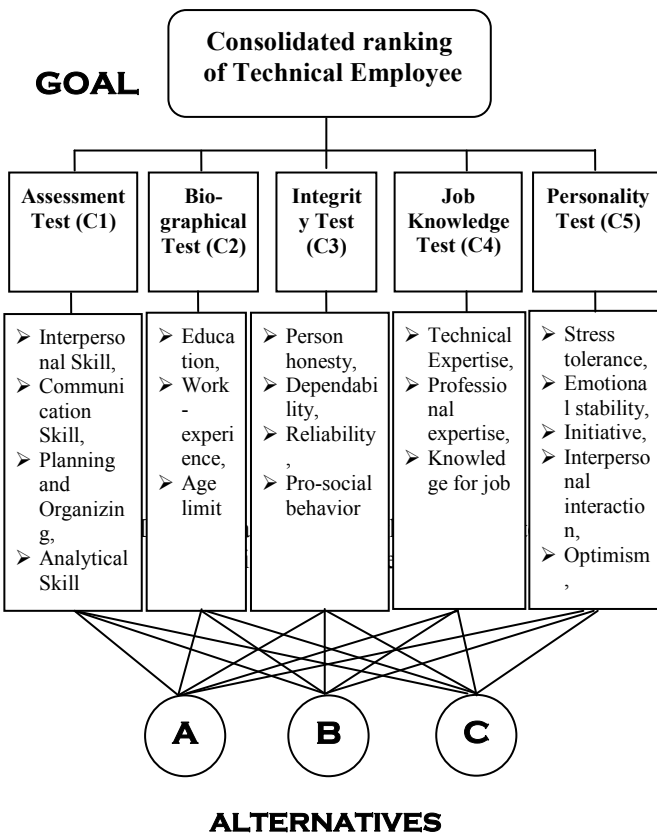 Consolidated ranking
of Technical Employee
GOAL
Assessment
Test (C1)
Bio-
graphical
Test (C2)
Integrit
y Test
(C3)
Job
Knowledge
Test (C4)
Personality
Test (C5)
➢ Interperso
nal Skill,
➢ Communi
cation
Skill,
➢ Planning
and
Organizin
g,
➢ Analytical
Skill
➢ Educa
tion,
➢ Work
-
experi
ence,
➢ Age
limit
➢ Person
honesty,
➢ Dependabi
lity,
➢ Reliability
,
➢ Pro-social
behavior
➢ Technical
Expertise,
➢ Professio
nal
expertise,
➢ Knowled
ge for job
➢ Stress
tolerance,
➢ Emotiona
l stability,
➢ Initiative,
➢ Interperso
nal
interactio
n,
➢ Optimism
,
A
B
C
ALTERNATIVES